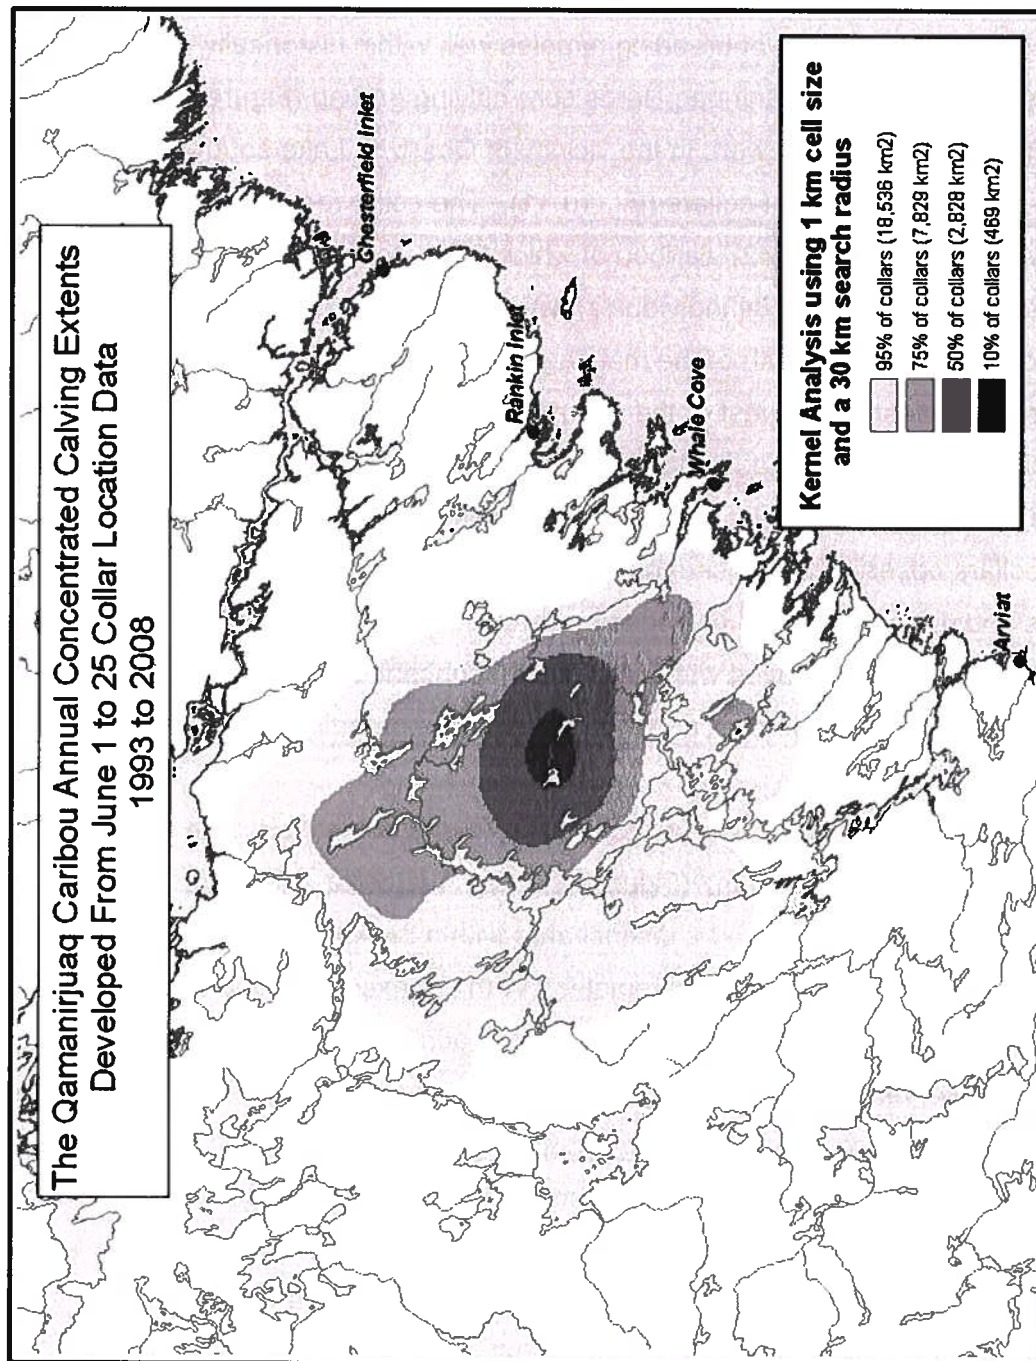 The Qamanirjuaq Caribou Annual Concentrated Calving Extents
Developed From June 1 to 25 Collar Location Data
1993 to 2008
Chesterfield Inlet
Rankin Inlet
Whale Cove
Arviat
Kernel Analysis using 1 km cell size
and a 30 km search radius
95% of collars (18,536 km2)
75% of collars (7,829 km2)
50% of collars (2,828 km2)
10% of collars (469 km2)